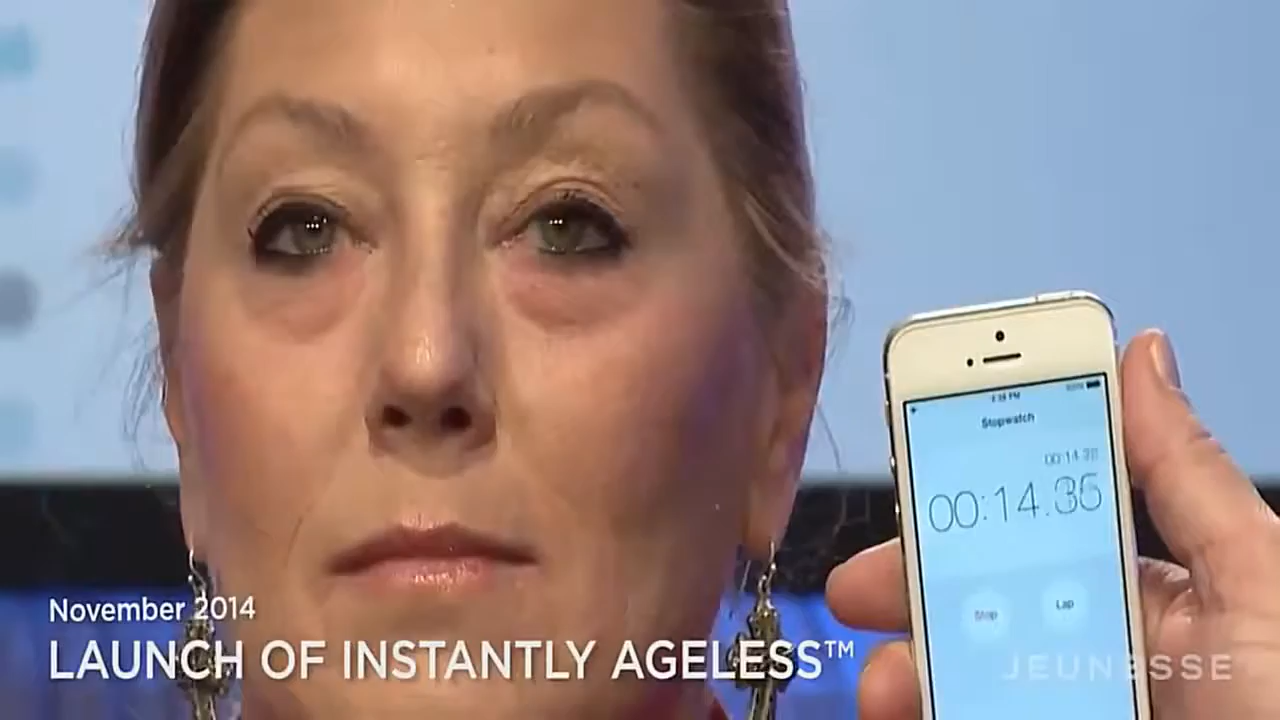 Stopwatch
00:14.35
Stop
Lap
November 2014
LAUNCH OF INSTANTLY AGELESS™
JEUNESSE